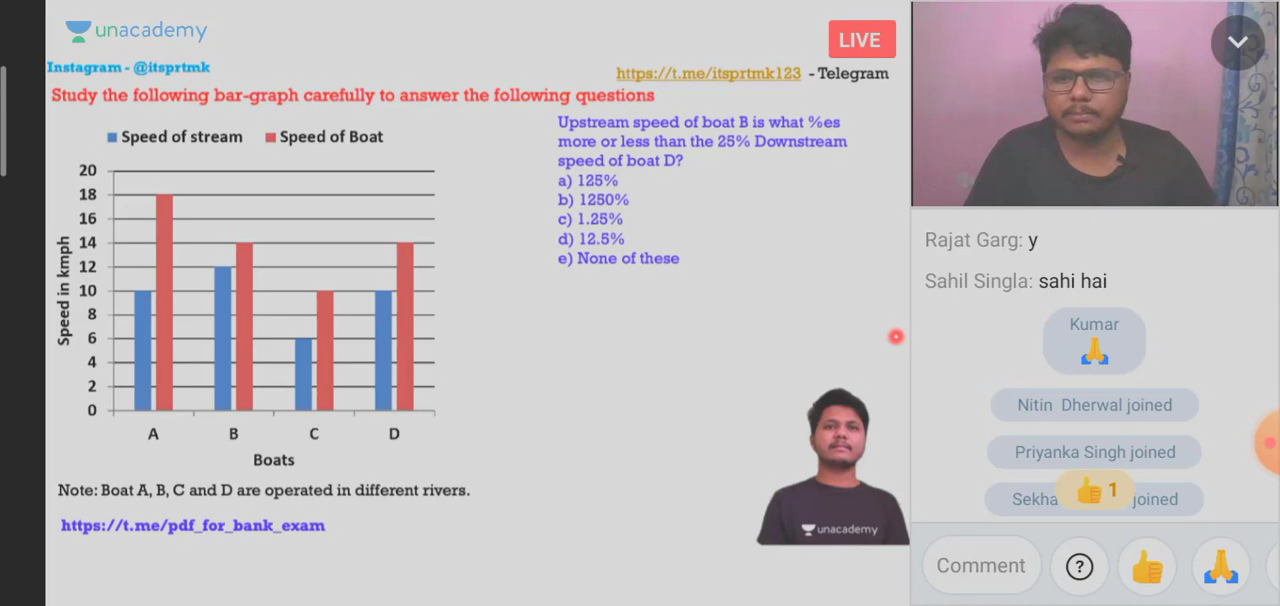 unacademy
LIVE
Instagram - @itsprtmk
https://t.me/itsprtmk123 - Telegram
Study the following bar-graph carefully to answer the following questions
Speed of stream
Speed of Boat
20
18
16
14
12
10
8
6
4
2
0
Speed in kmph
A
B
C
D
Boats
Note: Boat A, B, C and D are operated in different rivers.
https://t.me/pdf_for_bank_exam
Upstream speed of boat B is what %es
more or less than the 25% Downstream
speed of boat D?
a) 125%
b) 1250%
c) 1.25%
d) 12.5%
e) None of these
unacademy
Rajat Garg: y
Sahil Singla: sahi hai
Kumar
🙏
Nitin Dherwal joined
Priyanka Singh joined
👍 1
joined
Comment
?